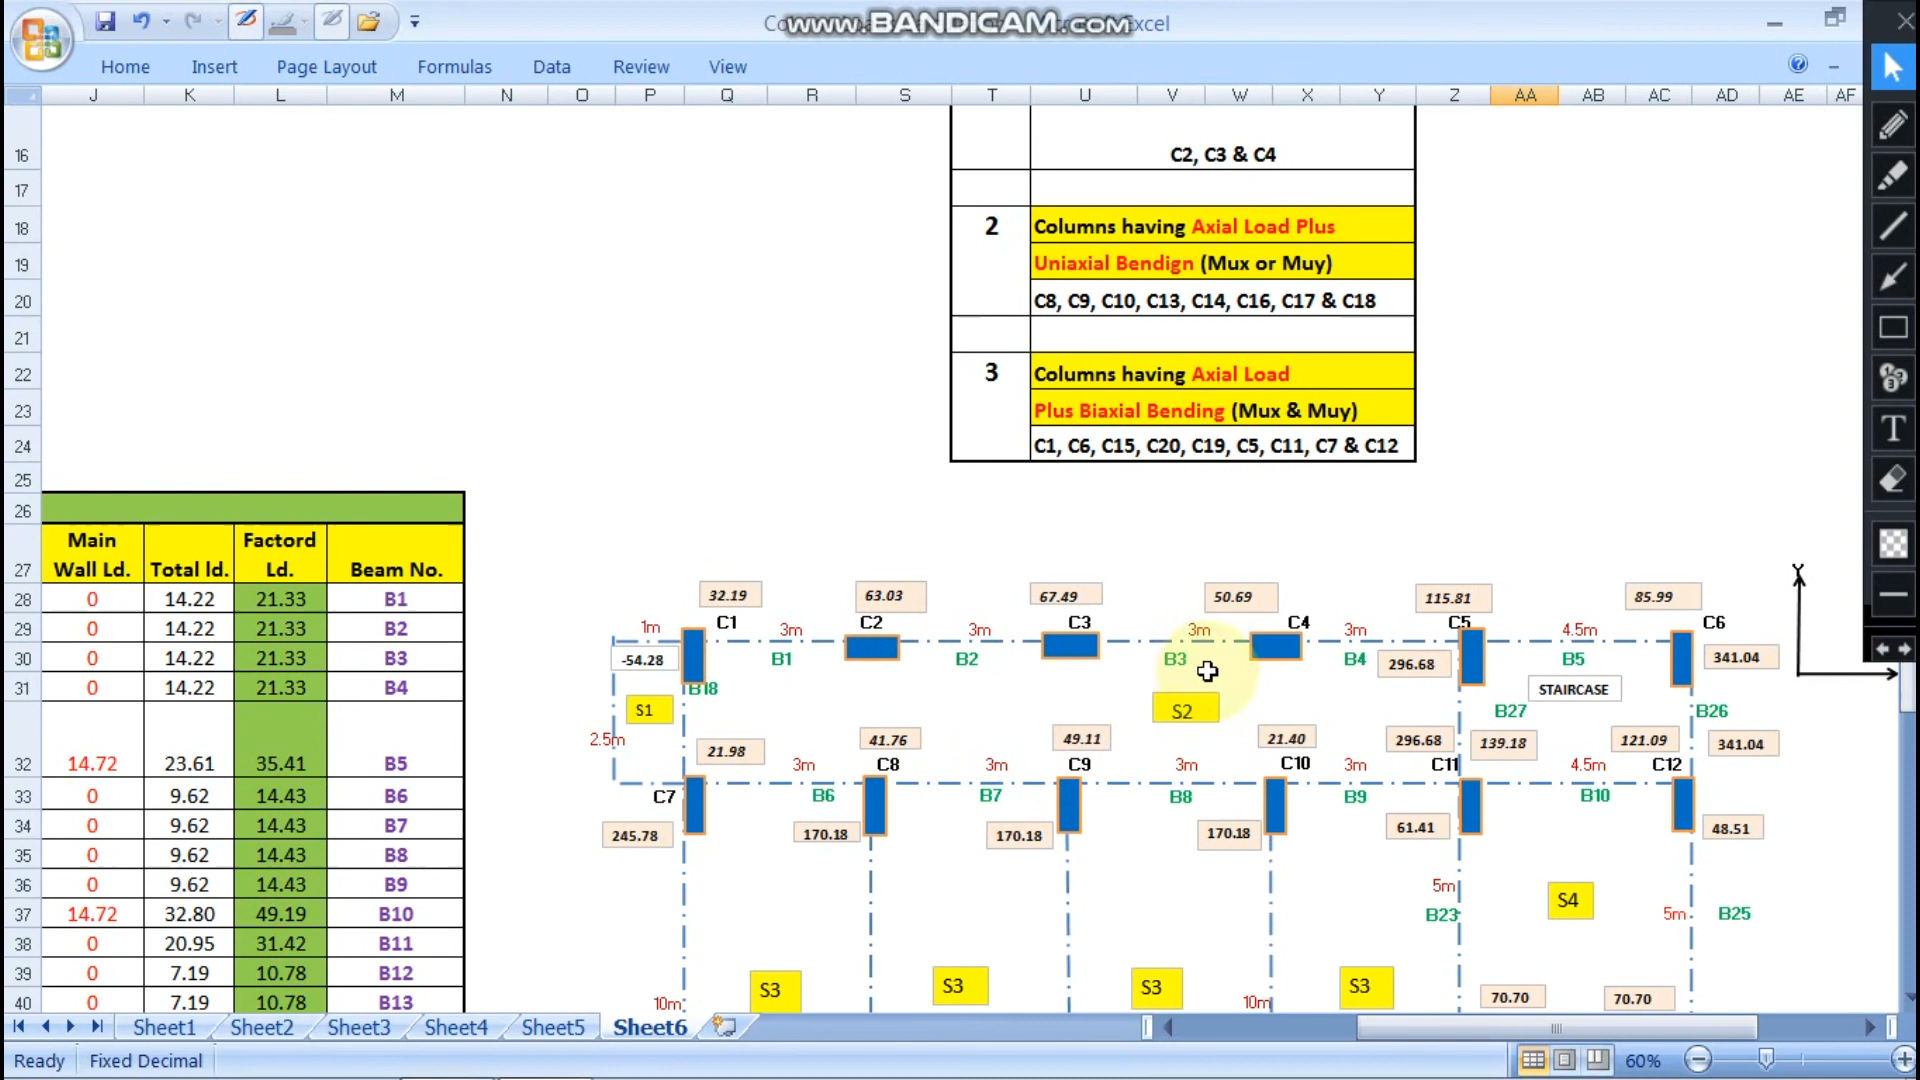 www.BANDICAM.com
Co
Excel
Home Insert Page Layout Formulas Data Review View
J K L M N O P Q R S T U V W X Y Z AA AB AC AD AE AF
16 C2, C3 & C4
17
18 2 Columns having Axial Load Plus
19 Uniaxial Bendign (Mux or Muy)
20 C8, C9, C10, C13, C14, C16, C17 & C18
21
22 3 Columns having Axial Load
23 Plus Biaxial Bending (Mux & Muy)
24 C1, C6, C15, C20, C19, C5, C11, C7 & C12
25
26
27 Main Wall Ld. Total ld. Factord Ld. Beam No.
28 0 14.22 21.33 B1
29 0 14.22 21.33 B2
30 0 14.22 21.33 B3
31 0 14.22 21.33 B4
32 14.72 23.61 35.41 B5
33 0 9.62 14.43 B6
34 0 9.62 14.43 B7
35 0 9.62 14.43 B8
36 0 9.62 14.43 B9
37 14.72 32.80 49.19 B10
38 0 20.95 31.42 B11
39 0 7.19 10.78 B12
40 0 7.19 10.78 B13
Y
32.19 63.03 67.49 50.69 115.81 85.99
C1 C2 C3 C4 C5 C6
1m 3m 3m 3m 3m 4.5m
-54.28 B1 B2 B3 B4 296.68 B5 341.04
B18 STAIRCASE
S1 S2 B27 B26
2.5m 21.98 41.76 49.11 21.40 296.68 139.18 121.09 341.04
3m C8 3m C9 3m C10 3m C11 4.5m C12
C7 B6 B7 B8 B9 B10
245.78 170.18 170.18 170.18 61.41 48.51
5m S4 5m
B23 B25
S3 S3 S3 S3 70.70 70.70
10m 10m
Sheet1 Sheet2 Sheet3 Sheet4 Sheet5 Sheet6
Ready Fixed Decimal 60%